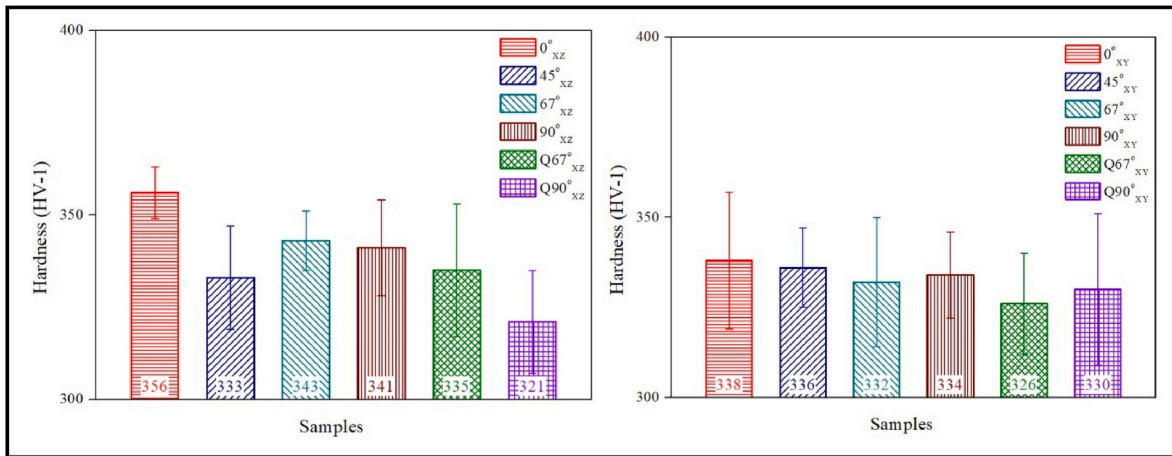 400
350
300
Hardness (HV-1)
0°XZ
45°XZ
67°XZ
90°XZ
Q67°XZ
Q90°XZ
356 333 343 341 335 321
Samples
400
350
300
Hardness (HV-1)
0°XY
45°XY
67°XY
90°XY
Q67°XY
Q90°XY
338 336 332 334 326 330
Samples